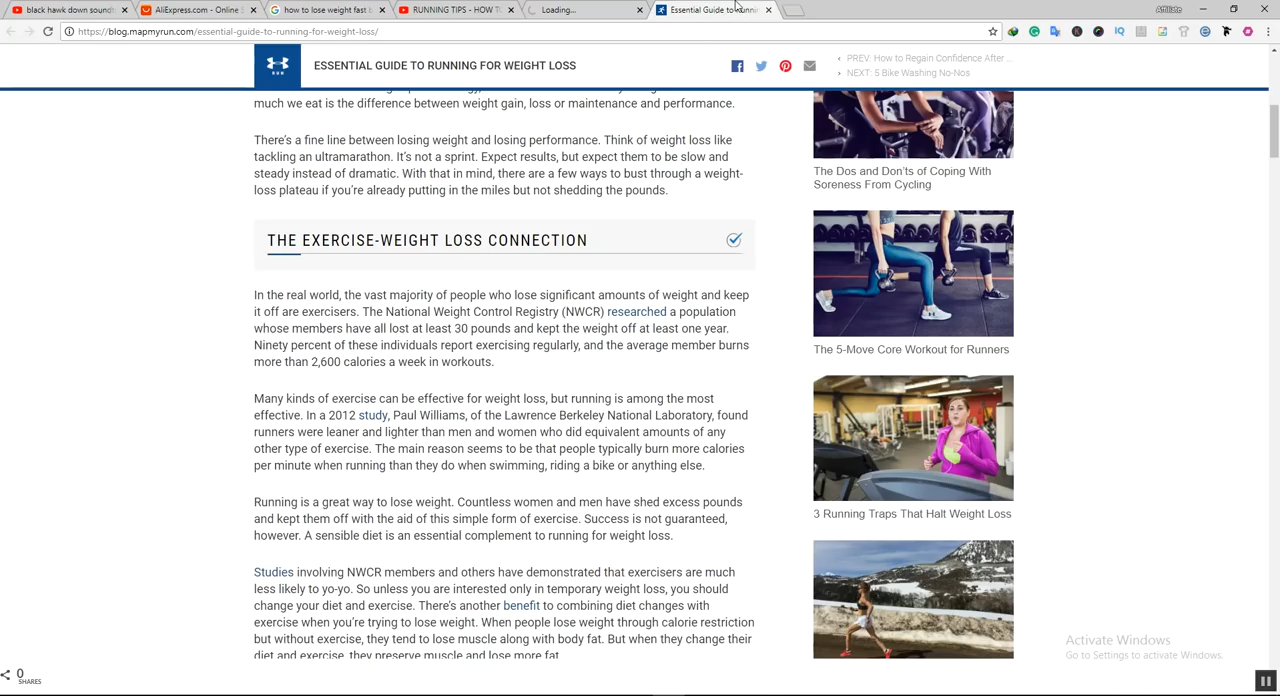 black hawk down sound
AliExpress.com - Online
how to lose weight fast
RUNNING TIPS - HOW T
Loading...
Essential Guide to
Affiliate
https://blog.mapmyrun.com/essential-guide-to-running-for-weight-loss/
RUN
ESSENTIAL GUIDE TO RUNNING FOR WEIGHT LOSS
PREV: How to Regain Confidence After ...
NEXT: 5 Bike Washing No-Nos
much we eat is the difference between weight gain, loss or maintenance and performance.
There's a fine line between losing weight and losing performance. Think of weight loss like
tackling an ultramarathon. It's not a sprint. Expect results, but expect them to be slow and
steady instead of dramatic. With that in mind, there are a few ways to bust through a weight-
loss plateau if you're already putting in the miles but not shedding the pounds.
THE EXERCISE-WEIGHT LOSS CONNECTION
In the real world, the vast majority of people who lose significant amounts of weight and keep
it off are exercisers. The National Weight Control Registry (NWCR) researched a population
whose members have all lost at least 30 pounds and kept the weight off at least one year.
Ninety percent of these individuals report exercising regularly, and the average member burns
more than 2,600 calories a week in workouts.
Many kinds of exercise can be effective for weight loss, but running is among the most
effective. In a 2012 study, Paul Williams, of the Lawrence Berkeley National Laboratory, found
runners were leaner and lighter than men and women who did equivalent amounts of any
other type of exercise. The main reason seems to be that people typically burn more calories
per minute when running than they do when swimming, riding a bike or anything else.
Running is a great way to lose weight. Countless women and men have shed excess pounds
and kept them off with the aid of this simple form of exercise. Success is not guaranteed,
however. A sensible diet is an essential complement to running for weight loss.
Studies involving NWCR members and others have demonstrated that exercisers are much
less likely to yo-yo. So unless you are interested only in temporary weight loss, you should
change your diet and exercise. There's another benefit to combining diet changes with
exercise when you're trying to lose weight. When people lose weight through calorie restriction
but without exercise, they tend to lose muscle along with body fat. But when they change their
diet and exercise, they preserve muscle and lose more fat.
The Dos and Don'ts of Coping With
Soreness From Cycling
The 5-Move Core Workout for Runners
3 Running Traps That Halt Weight Loss
Activate Windows
Go to Settings to activate Windows.
0
SHARES